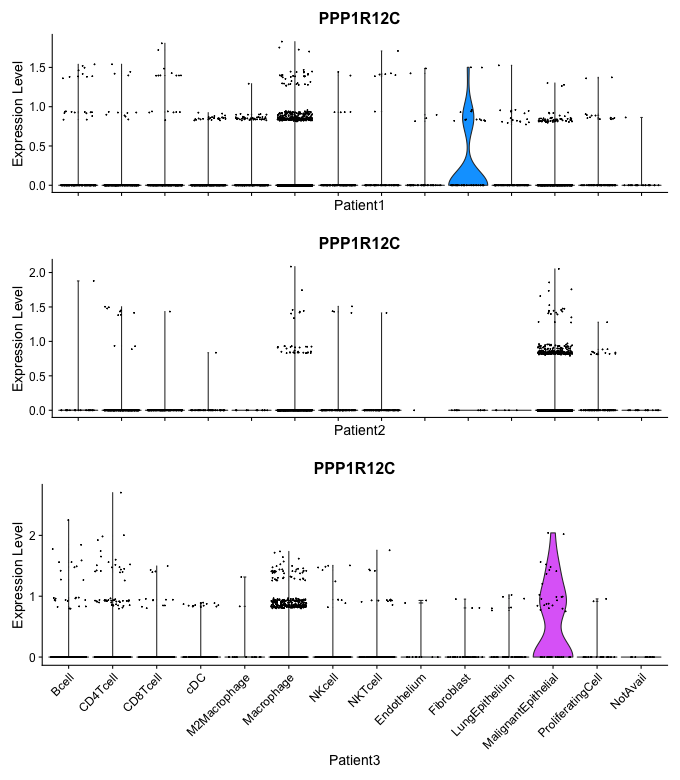 PPP1R12C
Expression Level
1.5
1.0
0.5
0.0
Patient1
PPP1R12C
Expression Level
2.0
1.5
1.0
0.5
0.0
Patient2
PPP1R12C
Expression Level
2
1
0
Bcell
CD4Tcell
CD8Tcell
cDC
M2Macrophage
Macrophage
NKcell
NKTcell
Endothelium
Fibroblast
LungEpithelium
MalignantEpithelial
ProliferatingCell
NotAvail
Patient3